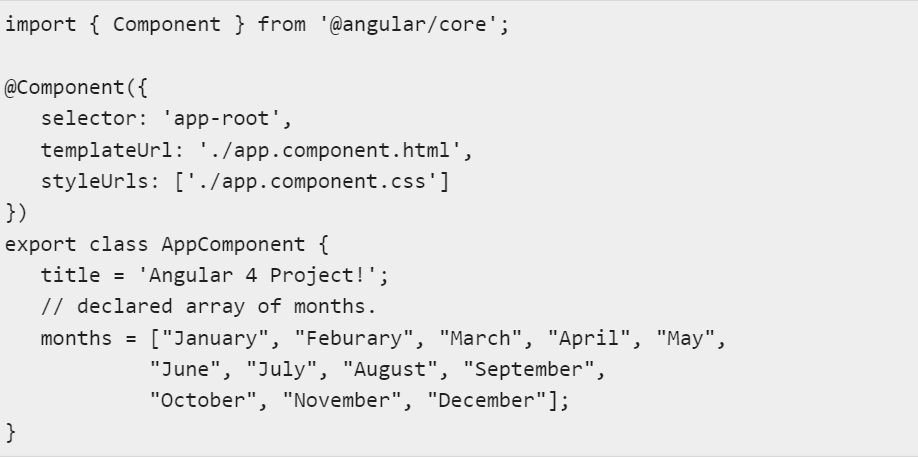 import { Component } from '@angular/core';
@Component({
selector: 'app-root',
templateUrl: './app.component.html',
styleUrls: ['./app.component.css']
})
export class AppComponent {
title = 'Angular 4 Project!';
// declared array of months.
months = ["January", "Feburary", "March", "April", "May",
"June", "July", "August", "September",
"October", "November", "December"];
}